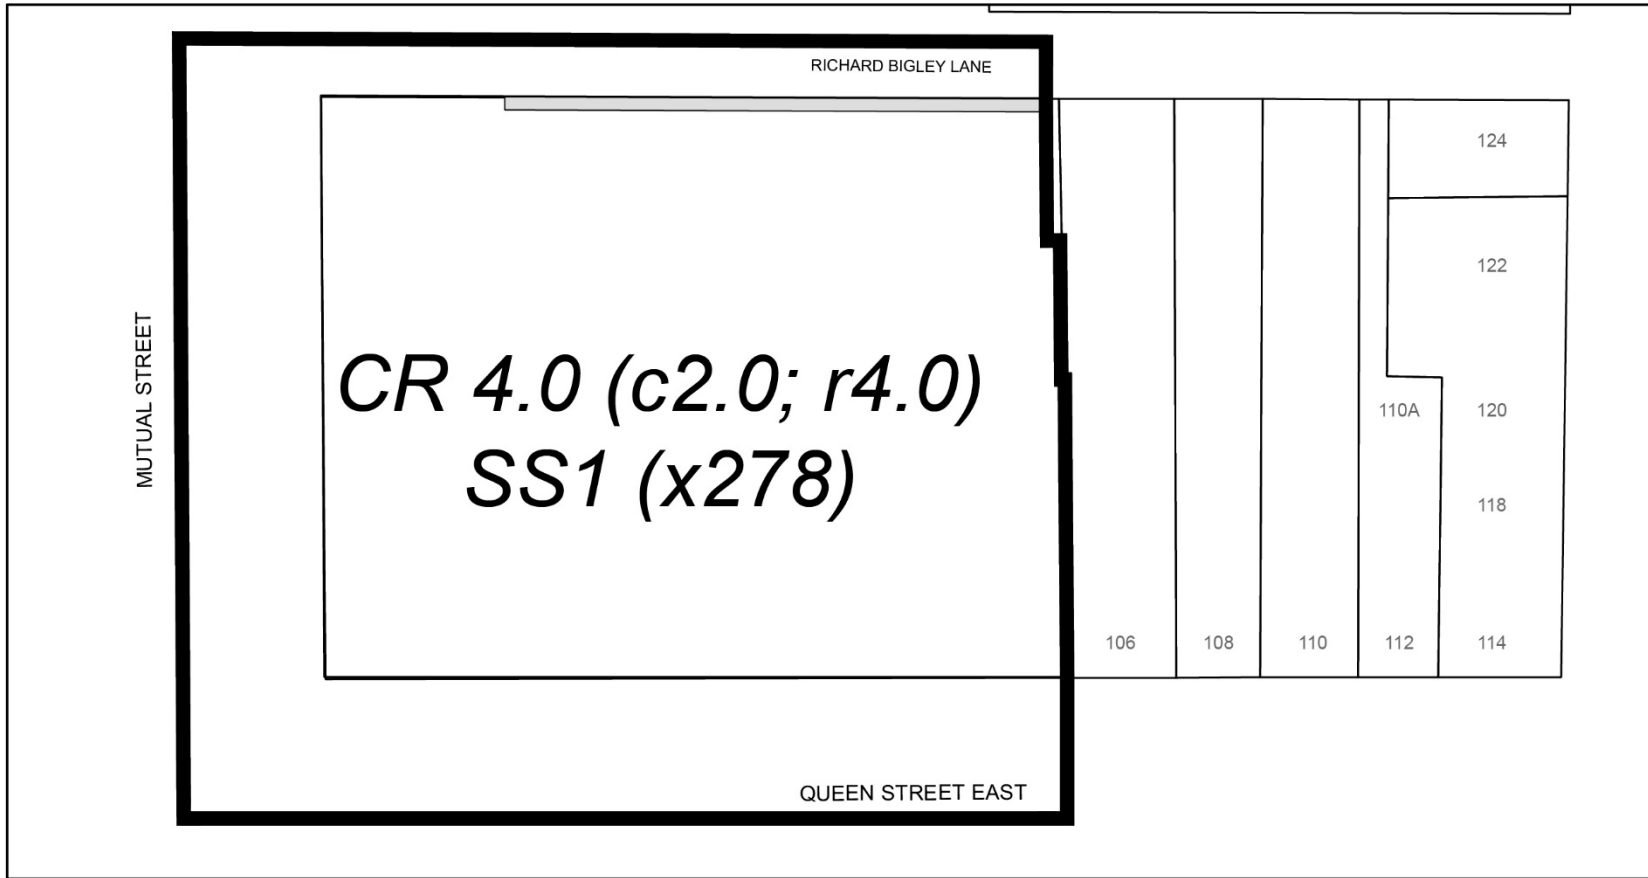 RICHARD BIGLEY LANE
124
122
MUTUAL STREET
CR 4.0 (c2.0; r4.0)
SS1 (x278)
110A
120
118
106
108
110
112
114
QUEEN STREET EAST